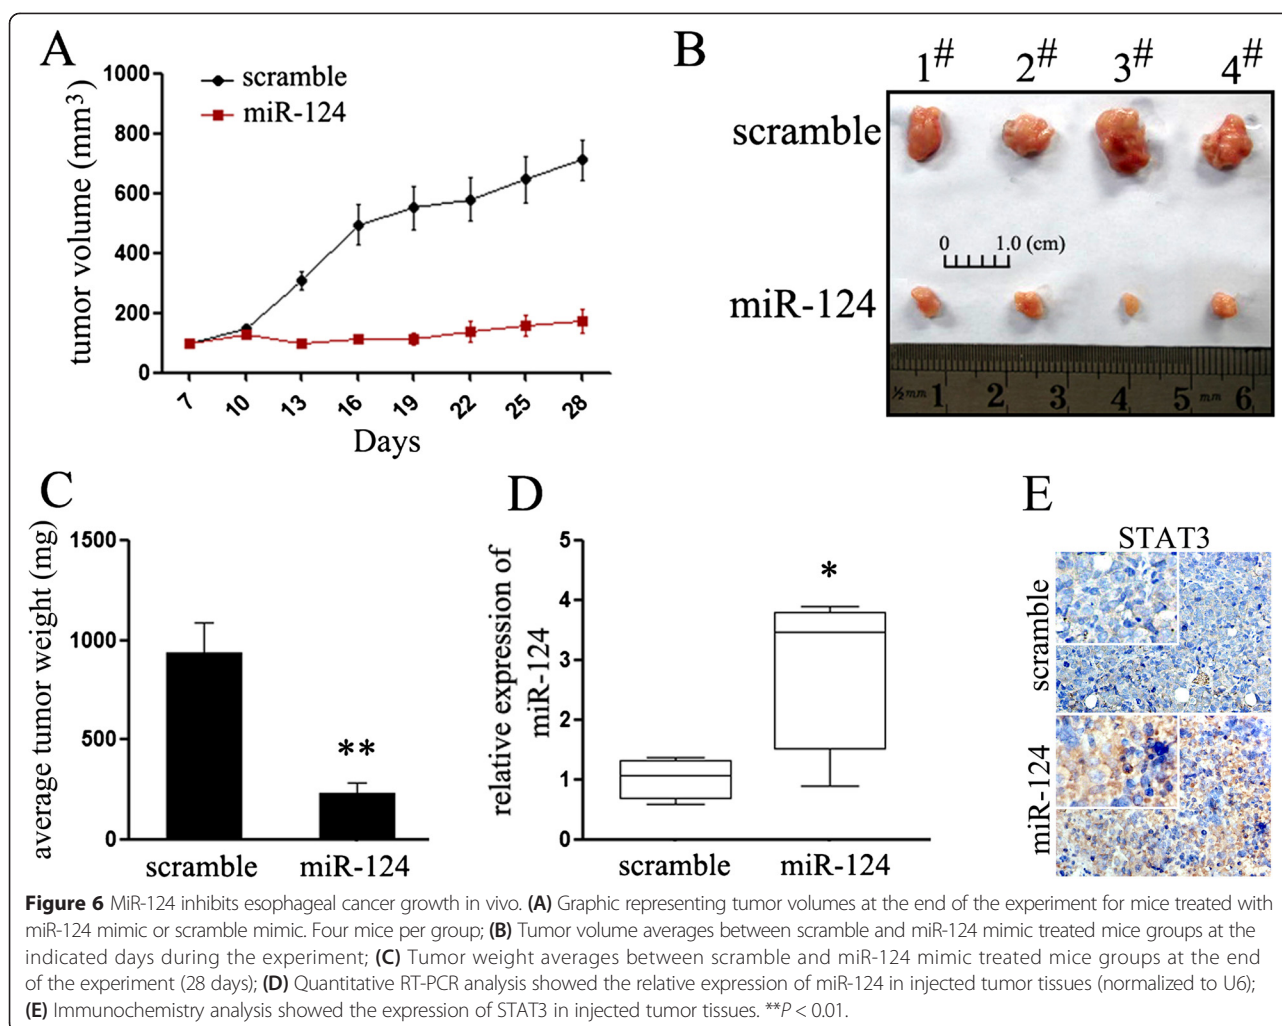 A
1000
800
600
400
200
0
tumor volume (mm³)
scramble
miR-124
7 10 13 16 19 22 25 28
Days
B
1# 2# 3# 4#
scramble
0 1.0 (cm)
miR-124
½mm 1 2 3 4 5 mm 6
C
1500
1000
500
0
average tumor weight (mg)
**
scramble miR-124
D
5
4
3
2
1
0
relative expression of
miR-124
*
scramble miR-124
E
STAT3
scramble
miR-124
Figure 6 MiR-124 inhibits esophageal cancer growth in vivo. (A) Graphic representing tumor volumes at the end of the experiment for mice treated with
miR-124 mimic or scramble mimic. Four mice per group; (B) Tumor volume averages between scramble and miR-124 mimic treated mice groups at the
indicated days during the experiment; (C) Tumor weight averages between scramble and miR-124 mimic treated mice groups at the end
of the experiment (28 days); (D) Quantitative RT-PCR analysis showed the relative expression of miR-124 in injected tumor tissues (normalized to U6);
(E) Immunochemistry analysis showed the expression of STAT3 in injected tumor tissues. **P < 0.01.